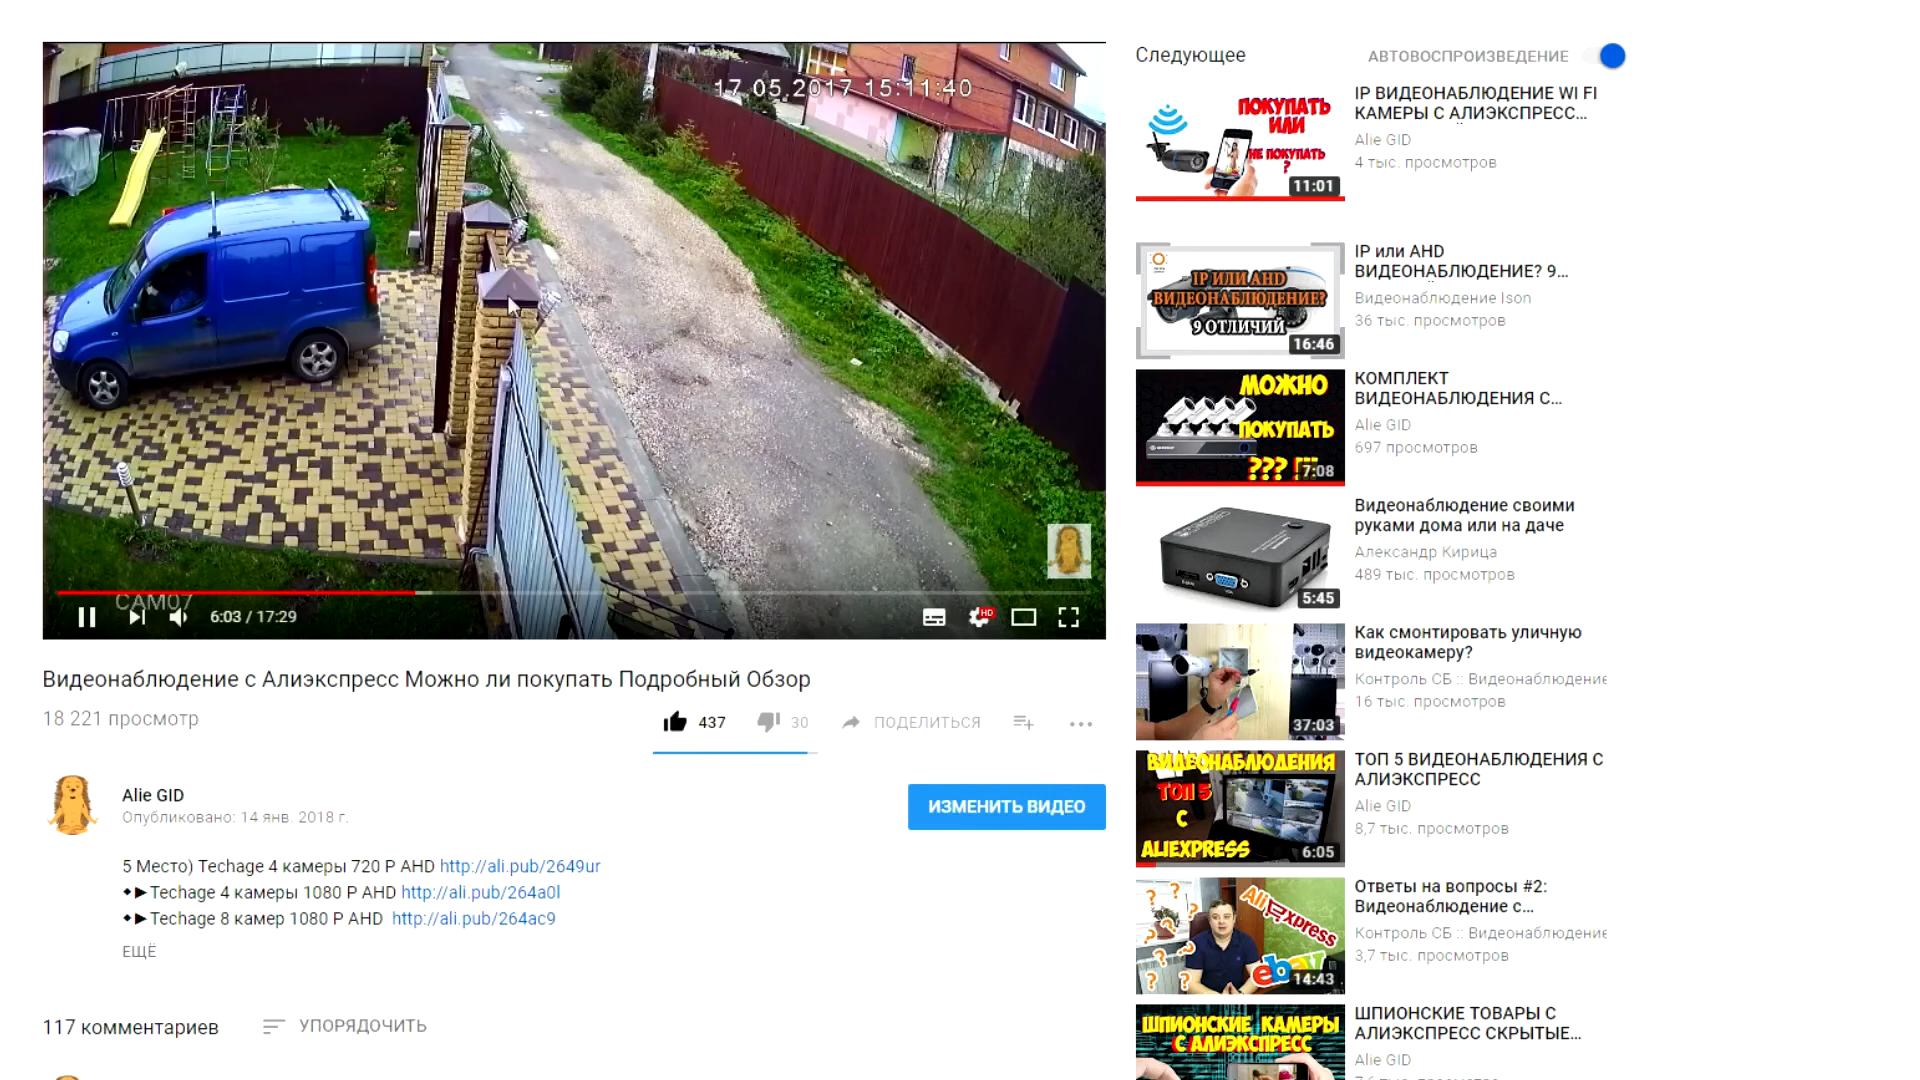 17 05.2017 15:11:40
CAM07
6:03 / 17:29
HD
Видеонаблюдение с Алиэкспресс Можно ли покупать Подробный Обзор
18 221 просмотр
437
30
ПОДЕЛИТЬСЯ
Alie GID
Опубликовано: 14 янв. 2018 г.
ИЗМЕНИТЬ ВИДЕО
5 Место) Techage 4 камеры 720 P AHD http://ali.pub/2649ur
Techage 4 камеры 1080 P AHD http://ali.pub/264a0l
Techage 8 камер 1080 P AHD http://ali.pub/264ac9
ЕЩЁ
117 комментариев
УПОРЯДОЧИТЬ
Следующее
АВТОВОСПРОИЗВЕДЕНИЕ
ПОКУПАТЬ
ИЛИ
НЕ ПОКУПАТЬ
?
11:01
IP ВИДЕОНАБЛЮДЕНИЕ WI FI
КАМЕРЫ С АЛИЭКСПРЕСС...
Alie GID
4 тыс. просмотров
IP ИЛИ AHD
ВИДЕОНАБЛЮДЕНИЕ?
9 ОТЛИЧИЙ
16:46
IP или AHD
ВИДЕОНАБЛЮДЕНИЕ? 9...
Видеонаблюдение Ison
36 тыс. просмотров
МОЖНО
ПОКУПАТЬ
??? !!!
7:08
КОМПЛЕКТ
ВИДЕОНАБЛЮДЕНИЯ С...
Alie GID
697 просмотров
5:45
Видеонаблюдение своими
руками дома или на даче
Александр Кирица
489 тыс. просмотров
37:03
Как смонтировать уличную
видеокамеру?
Контроль СБ :: Видеонаблюдение
16 тыс. просмотров
ВИДЕОНАБЛЮДЕНИЯ
ТОП 5
С
ALIEXPRESS
6:05
ТОП 5 ВИДЕОНАБЛЮДЕНИЯ С
АЛИЭКСПРЕСС
Alie GID
8,7 тыс. просмотров
AliExpress
ebay
14:43
Ответы на вопросы #2:
Видеонаблюдение с...
Контроль СБ :: Видеонаблюдение
3,7 тыс. просмотров
ШПИОНСКИЕ КАМЕРЫ
С АЛИЭКСПРЕСС
ШПИОНСКИЕ ТОВАРЫ С
АЛИЭКСПРЕСС СКРЫТЫЕ...
Alie GID